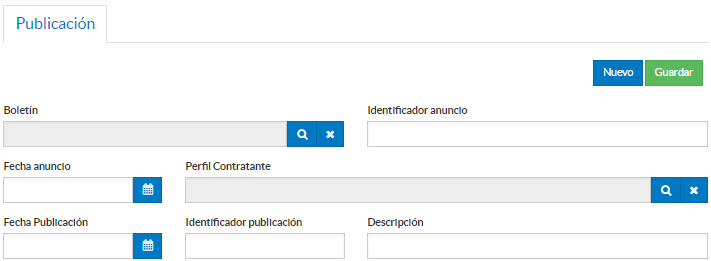 Publicación
Nuevo Guardar
Boletín Identificador anuncio
Fecha anuncio Perfil Contratante
Fecha Publicación Identificador publicación Descripción